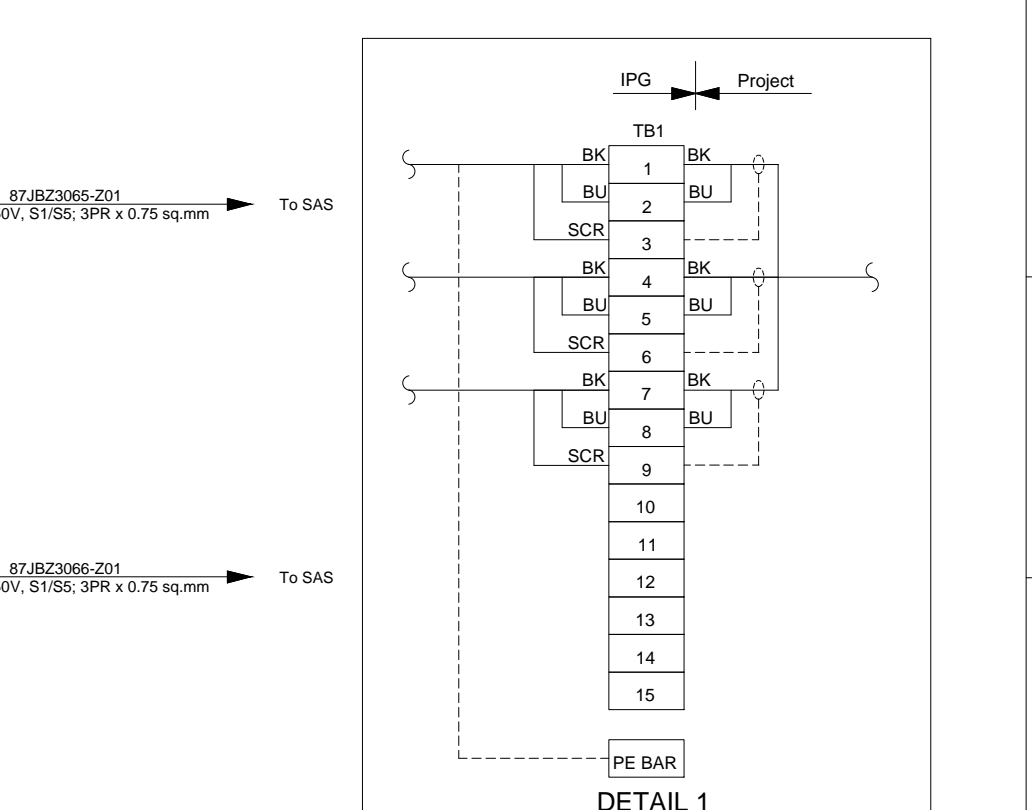 IPG Project
TB1
BK 1 BK
BU 2 BU
SCR 3
BK 4 BK
BU 5 BU
SCR 6
BK 7 BK
BU 8 BU
SCR 9
10
11
12
13
14
15
PE BAR
DETAIL 1
87JBZ3065-Z01
0V, S1/S5; 3PR x 0.75 sq.mm
To SAS
87JBZ3066-Z01
0V, S1/S5; 3PR x 0.75 sq.mm
To SAS